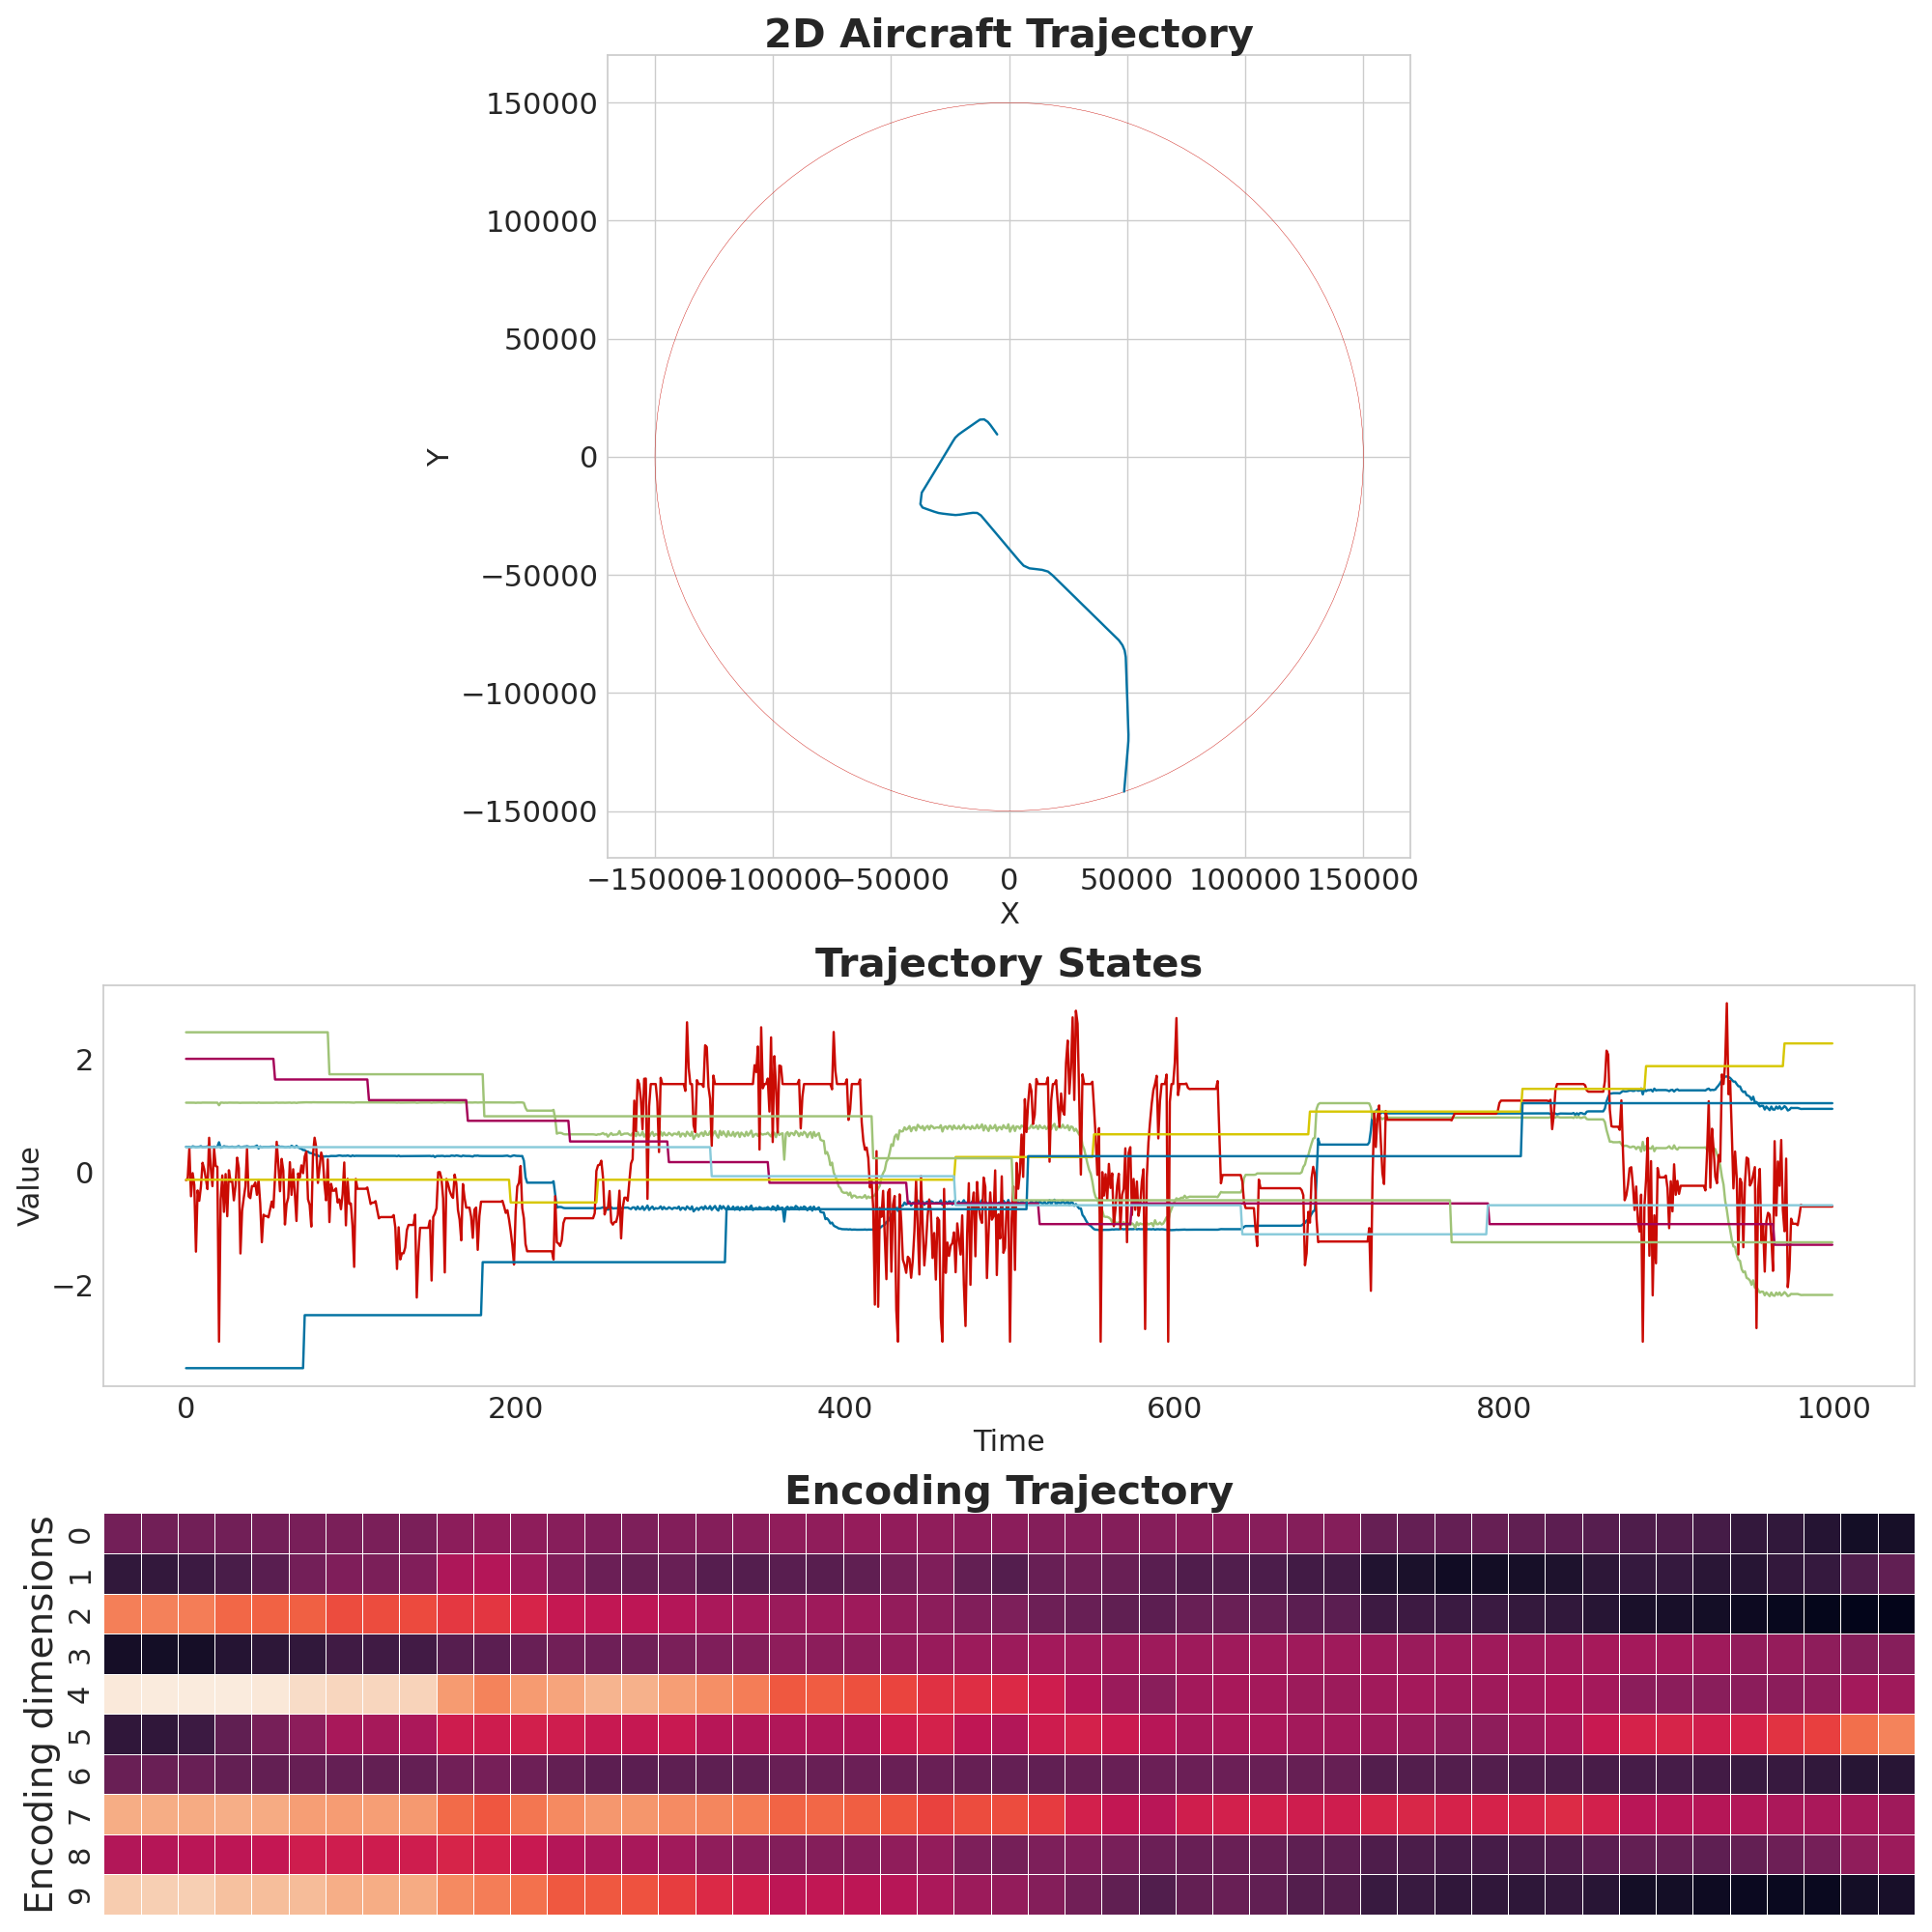 2D Aircraft Trajectory
150000
100000
50000
0
−50000
−100000
−150000
Y
−150000 −100000 −50000 0 50000 100000 150000
X
Trajectory States
2
0
−2
Value
0 200 400 600 800 1000
Time
Encoding Trajectory
Encoding dimensions
0
1
2
3
4
5
6
7
8
9